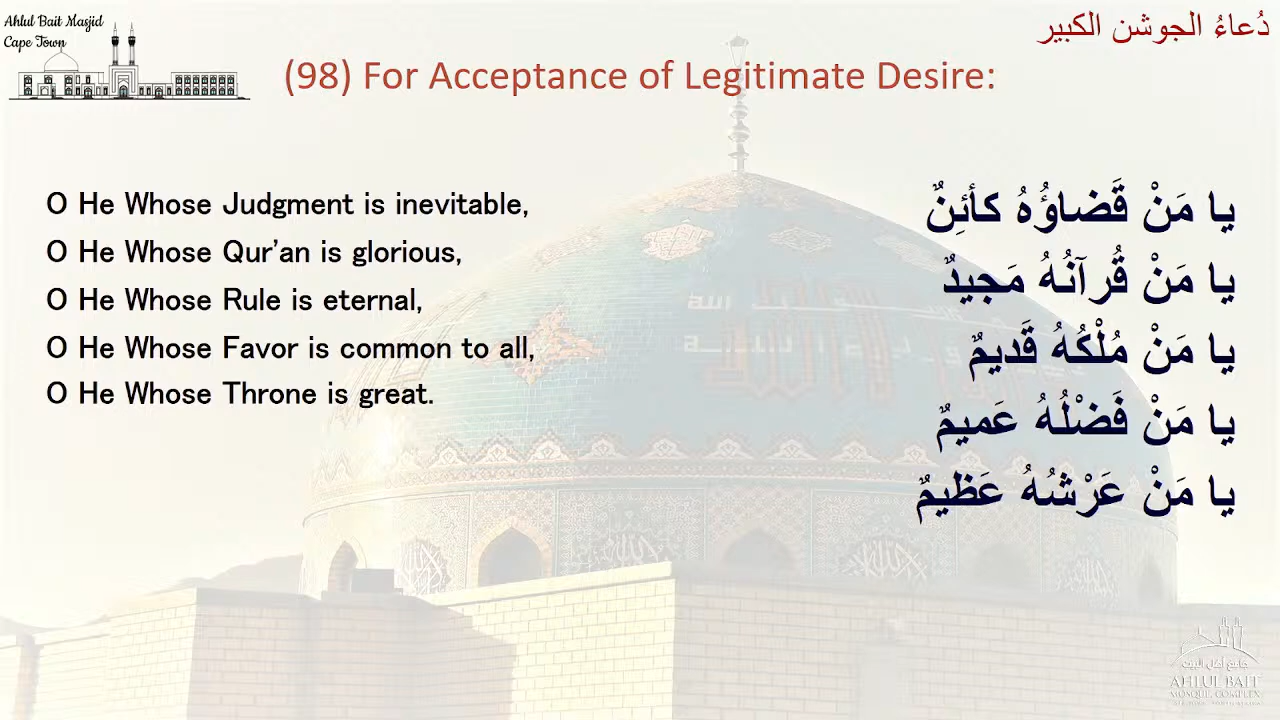 Ahlul Bait Masjid
Cape Town
دُعاءُ الجوشن الكبير
(98) For Acceptance of Legitimate Desire:
O He Whose Judgment is inevitable,
O He Whose Qur'an is glorious,
O He Whose Rule is eternal,
O He Whose Favor is common to all,
O He Whose Throne is great.
يا مَنْ قَضاؤُهُ كأئِنٌ
يا مَنْ قُرآنُهُ مَجيدٌ
يا مَنْ مُلْكُهُ قَديمٌ
يا مَنْ فَضْلُهُ عَميمٌ
يا مَنْ عَرْشُهُ عَظيمٌ
AHLUL BAIT
MOSQUE COMPLEX